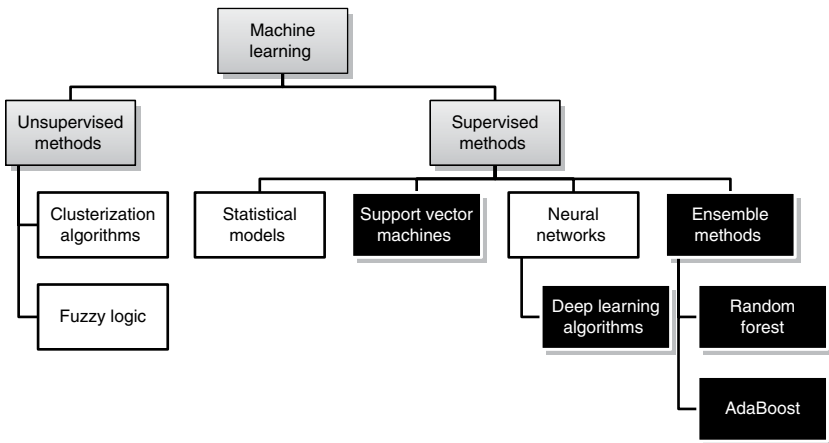 Machine
learning
Unsupervised
methods
Supervised
methods
Clusterization
algorithms
Statistical
models
Support vector
machines
Neural
networks
Ensemble
methods
Fuzzy logic
Deep learning
algorithms
Random
forest
AdaBoost